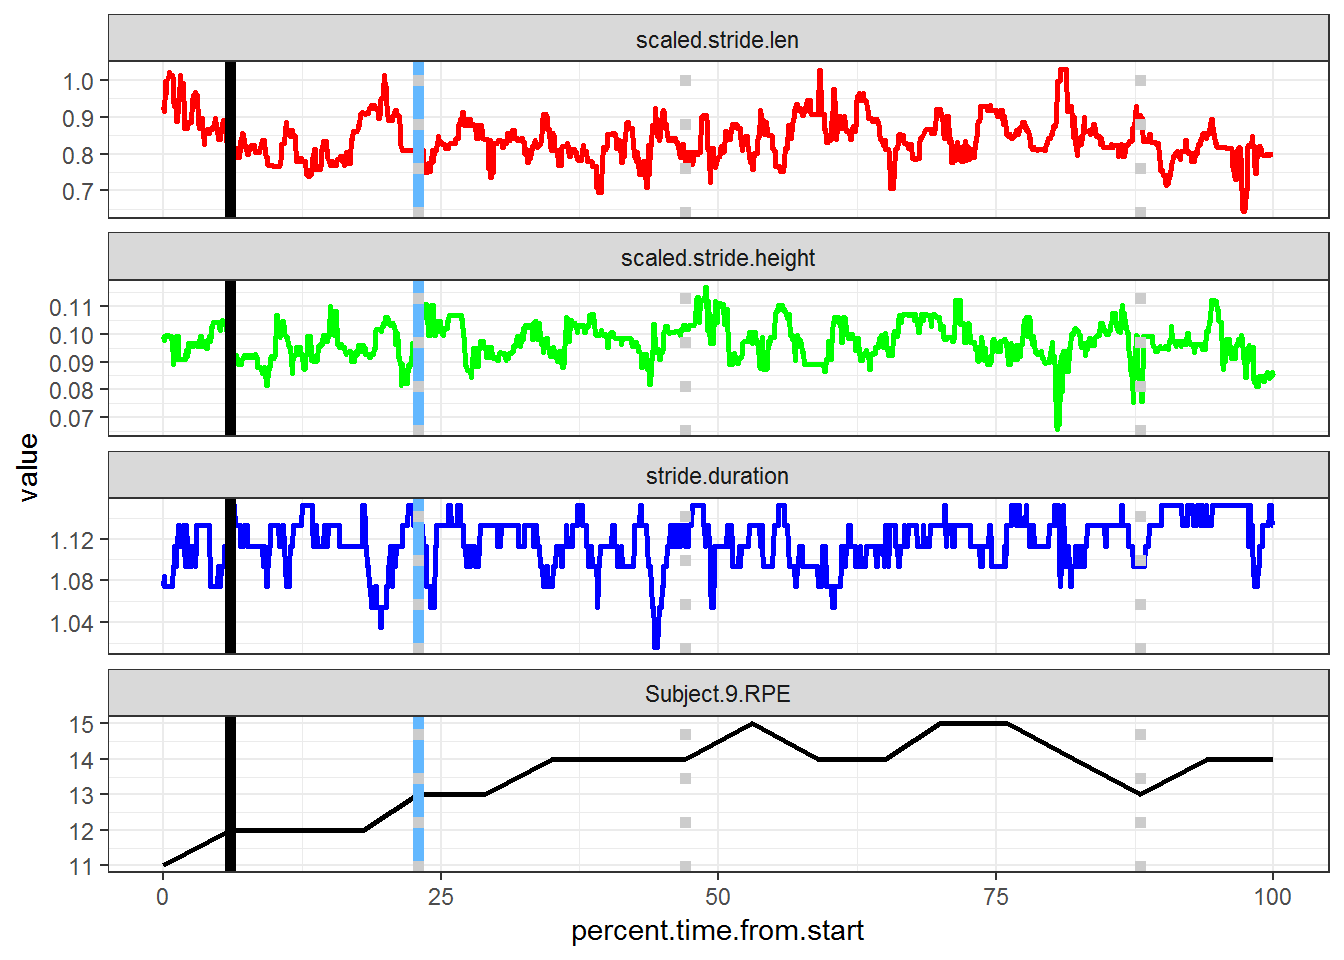 scaled.stride.len
1.0
0.9
0.8
0.7
scaled.stride.height
0.11
0.10
0.09
0.08
0.07
value
stride.duration
1.12
1.08
1.04
Subject.9.RPE
15
14
13
12
11
0 25 50 75 100
percent.time.from.start